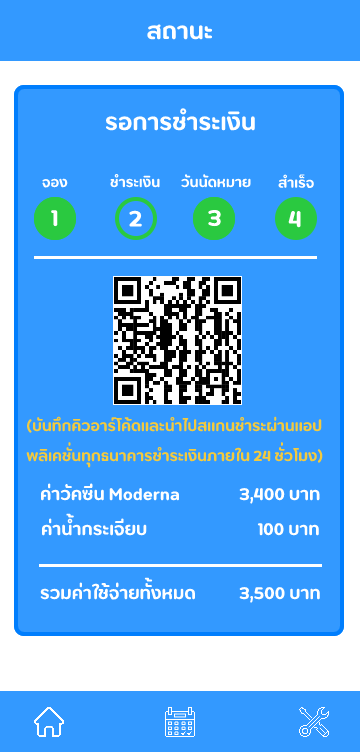 สถานะ
รอการชำระเงิน
จอง ชำระเงิน วันนัดหมาย สำเร็จ
1 2 3 4
(บันทึกคิวอาร์โค้ดและนำไปสแกนชำระผ่านแอป
พลิเคชั่นทุกธนาคารชำระเงินภายใน 24 ชั่วโมง)
ค่าวัคซีน Moderna 3,400 บาท
ค่าน้ำกระเจียบ 100 บาท
รวมค่าใช้จ่ายทั้งหมด 3,500 บาท